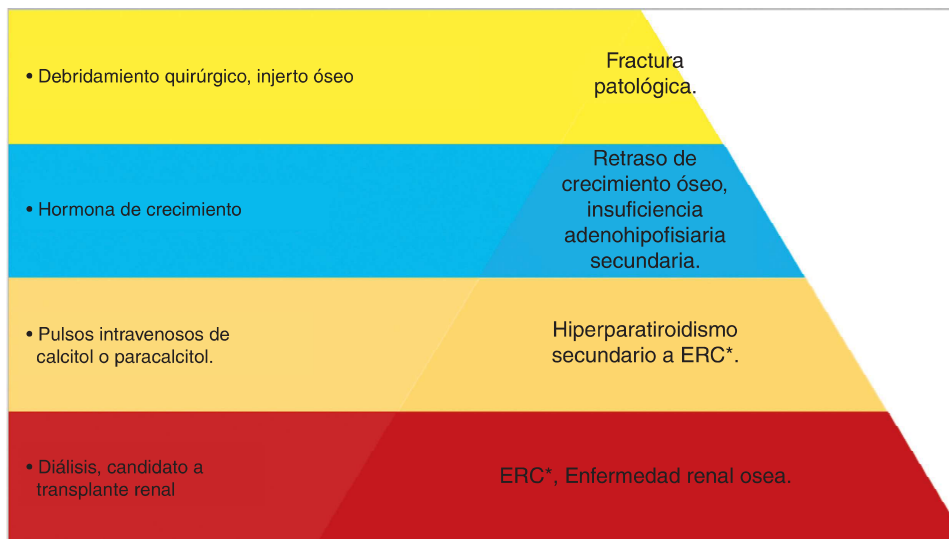 • Debridamiento quirúrgico, injerto óseo
Fractura
patológica.
• Hormona de crecimiento
Retraso de
crecimiento óseo,
insuficiencia
adenohipofisiaria
secundaria.
• Pulsos intravenosos de
calcitol o paracalcitol.
Hiperparatiroidismo
secundario a ERC*.
• Diálisis, candidato a
transplante renal
ERC*, Enfermedad renal osea.